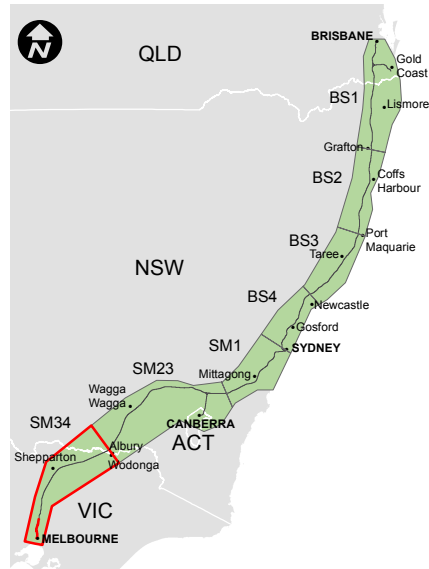 N
BRISBANE
QLD
Gold
Coast
BS1
Lismore
Grafton
BS2
Coffs
Harbour
Port
Maquarie
BS3
Taree
NSW
BS4
Newcastle
Gosford
SM1
SYDNEY
Mittagong
SM23
Wagga
Wagga
CANBERRA
SM34
ACT
Albury
Wodonga
Shepparton
VIC
MELBOURNE